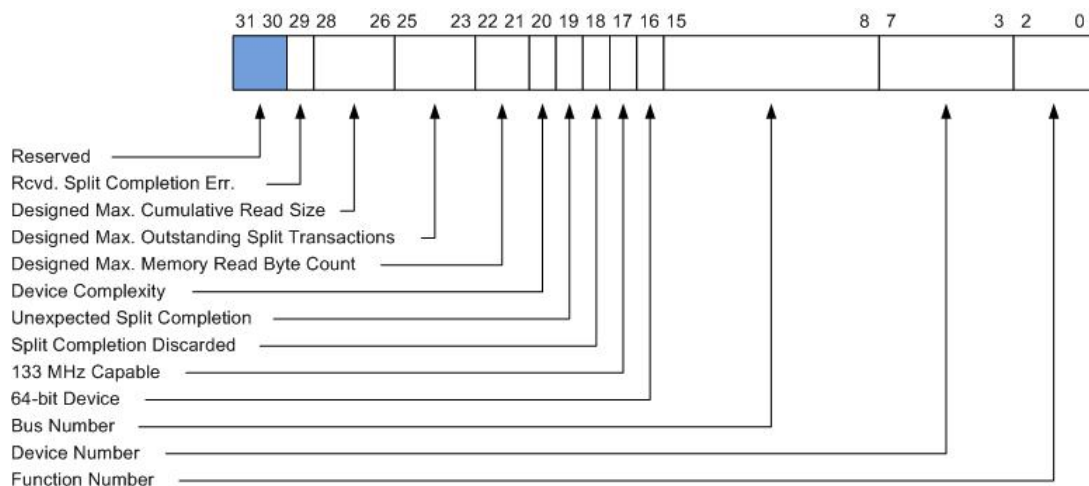 31 30 29 28 26 25 23 22 21 20 19 18 17 16 15 8 7 3 2 0
Reserved
Rcvd. Split Completion Err.
Designed Max. Cumulative Read Size
Designed Max. Outstanding Split Transactions
Designed Max. Memory Read Byte Count
Device Complexity
Unexpected Split Completion
Split Completion Discarded
133 MHz Capable
64-bit Device
Bus Number
Device Number
Function Number